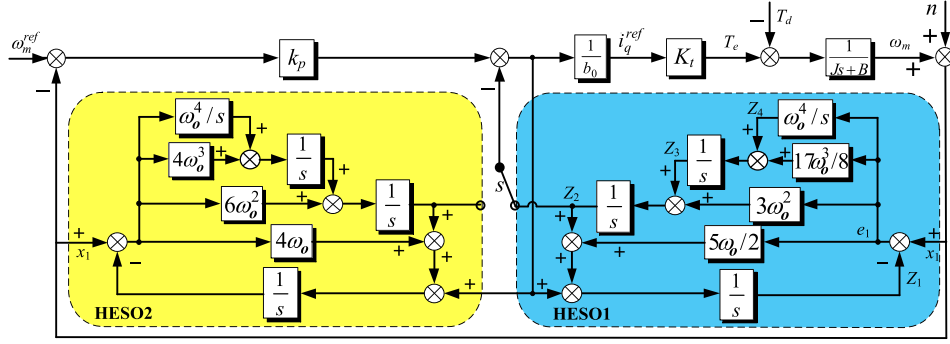 ω_m^ref
−
k_p
−
1/b_0
i_q^ref
K_t
T_e
−
T_d
1/(Js+B)
ω_m
+
n
+
ω_o^4/s
+
4ω_o^3
+
1/s
+
6ω_o^2
+
1/s
+
4ω_o
+
+
x_1
−
1/s
+
+
HESO2
s
Z_4
ω_o^4/s
Z_3
1/s
+
+
17ω_o^3/8
Z_2
1/s
+
+
3ω_o^2
+
+
5ω_o/2
e_1
+
x_1
−
Z_1
+
+
1/s
HESO1